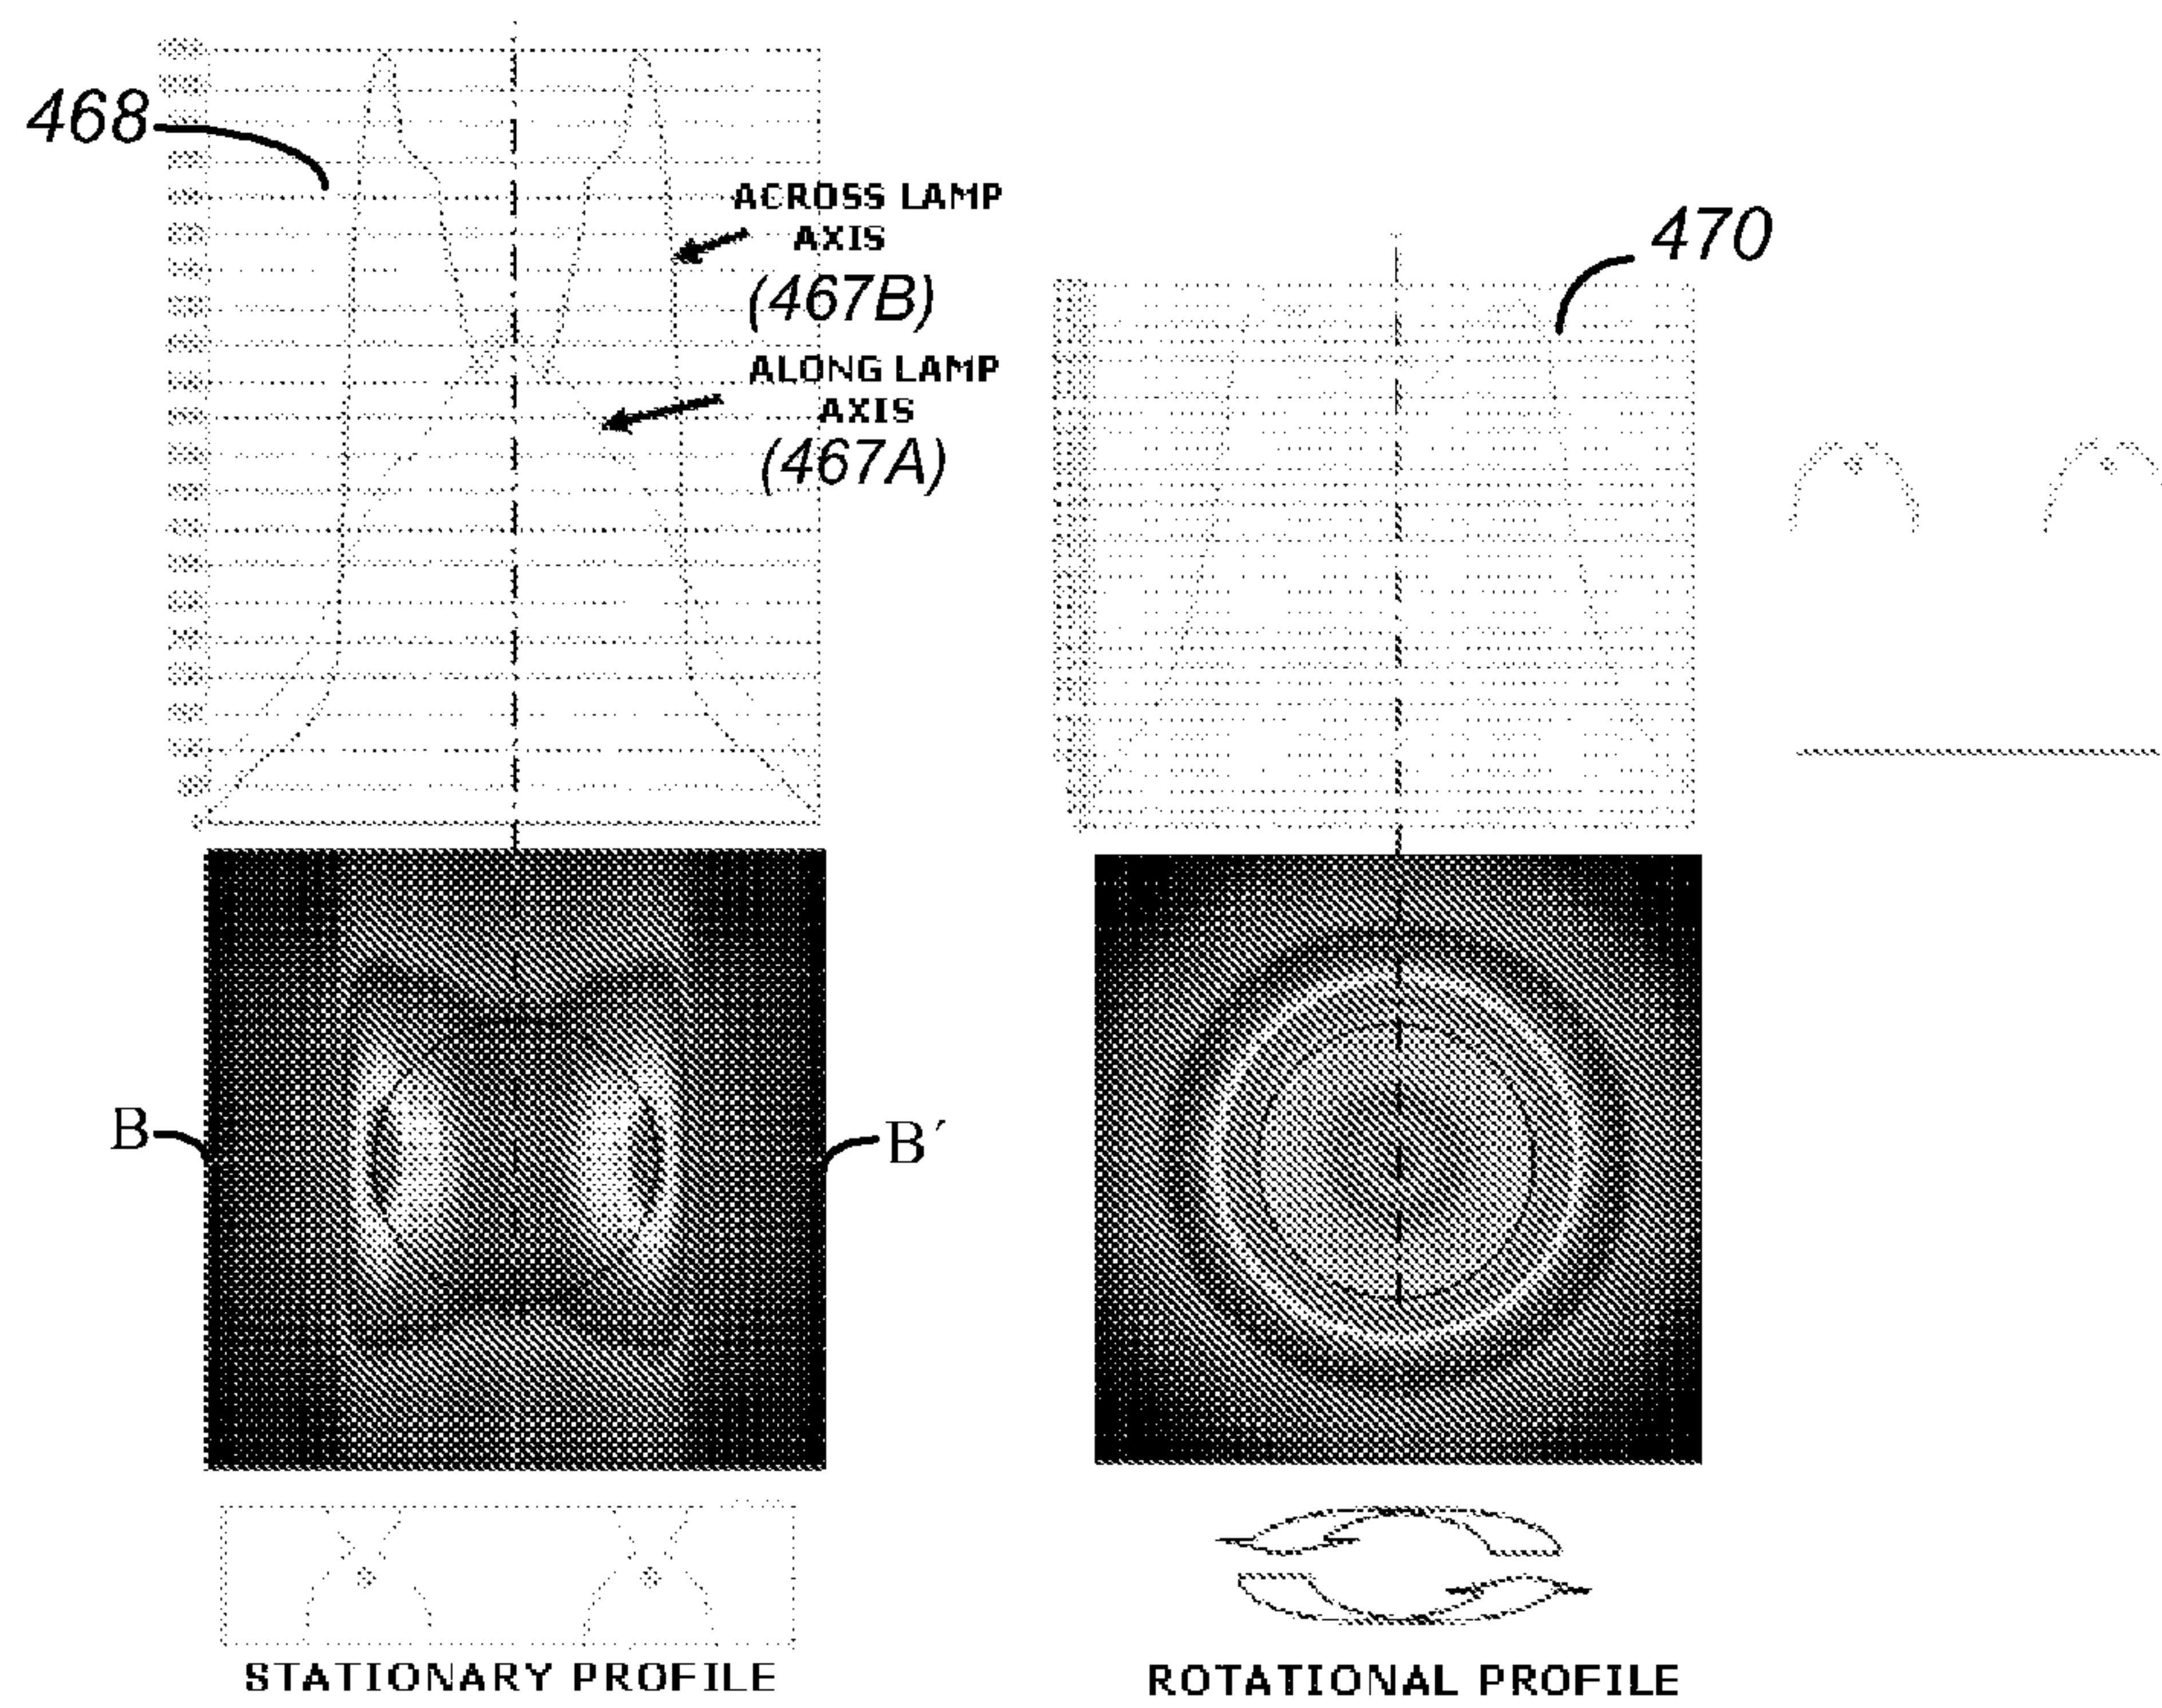 468
ACROSS LAMP
AXIS
(467B)
ALONG LAMP
AXIS
(467A)
470
B
B´
STATIONARY PROFILE
ROTATIONAL PROFILE